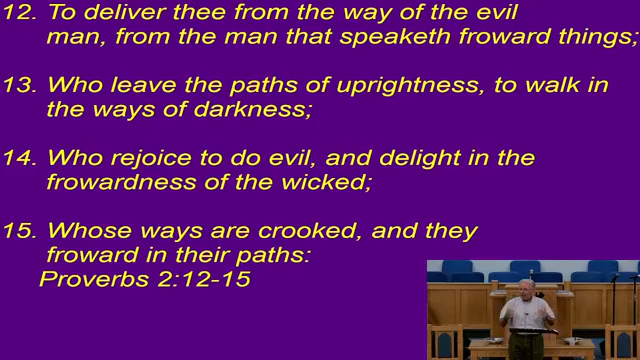 12. To deliver thee from the way of the evil
man, from the man that speaketh froward things;
13. Who leave the paths of uprightness, to walk in
the ways of darkness;
14. Who rejoice to do evil, and delight in the
frowardness of the wicked;
15. Whose ways are crooked, and they
froward in their paths:
Proverbs 2:12-15